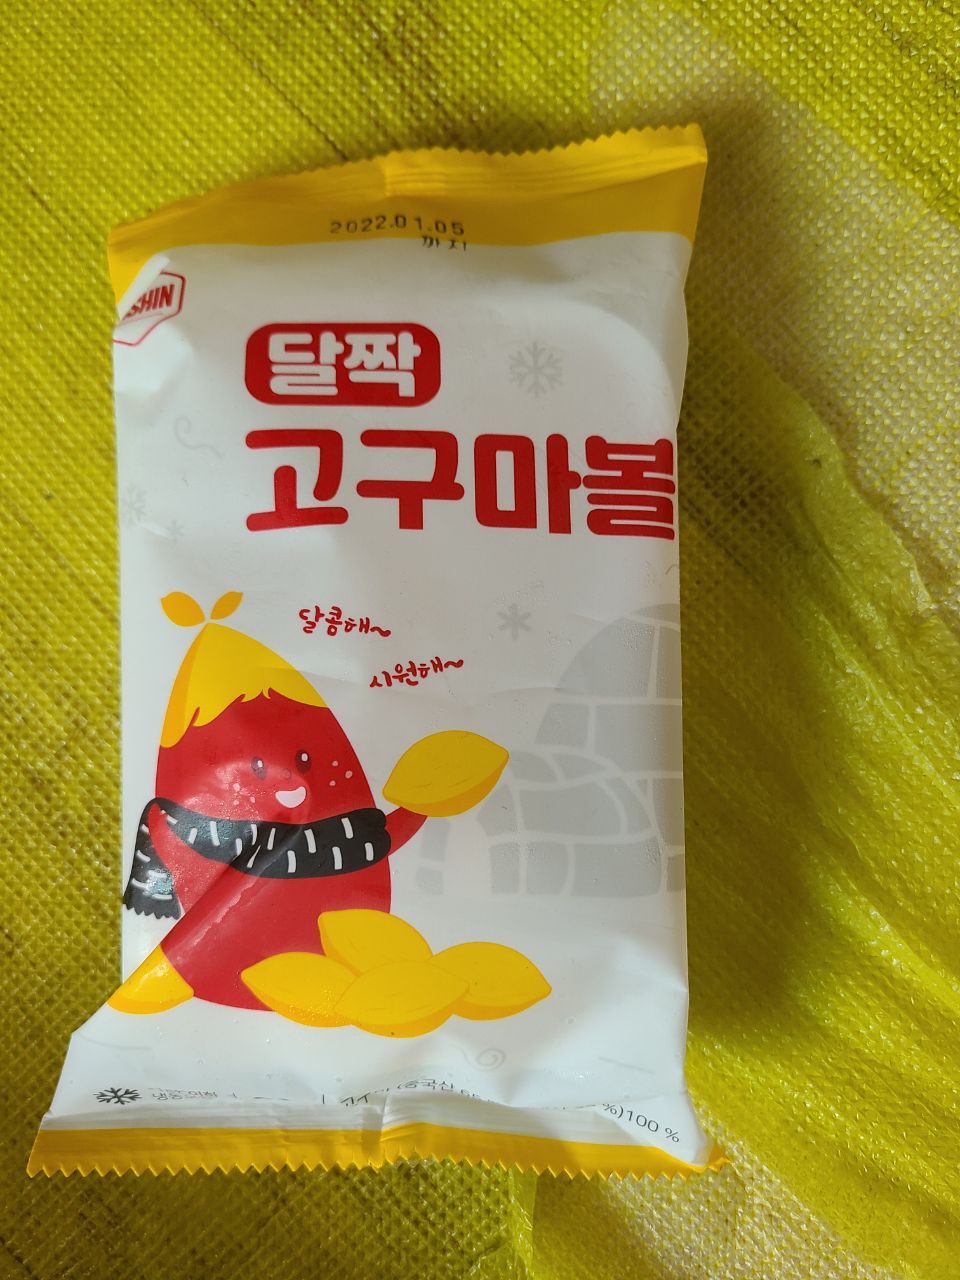 2022.01.05
까지
SHIN
달짝
고구마볼
달콤해~
시원해~
%)100 %